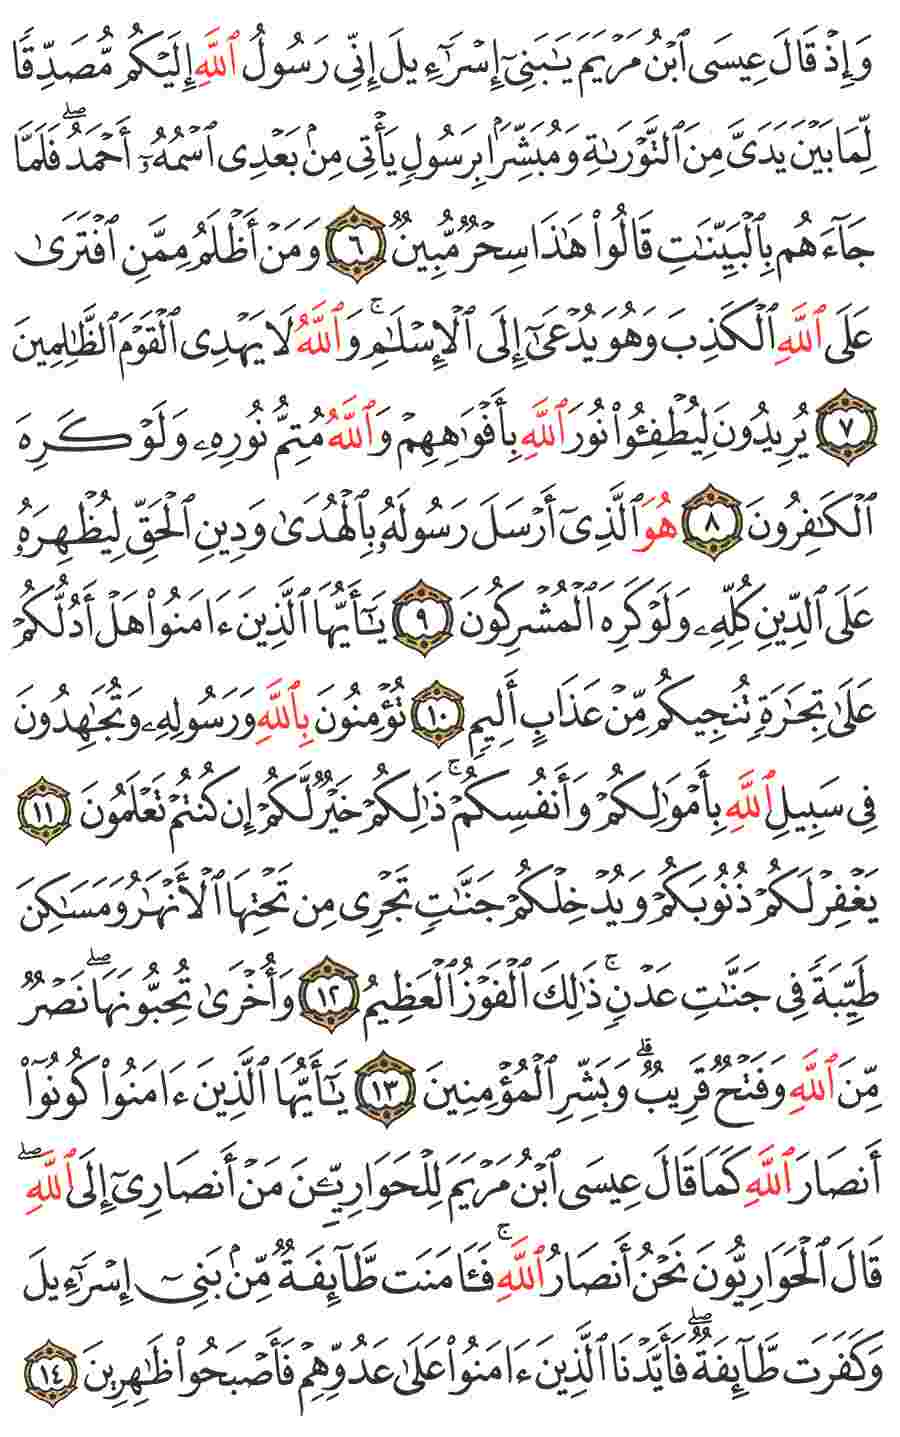 وَإِذْ قَالَ عِيسَى ٱبْنُ مَرْيَمَ يَٰبَنِىٓ إِسْرَٰٓءِيلَ إِنِّى رَسُولُ ٱللَّهِ إِلَيْكُم مُّصَدِّقًا
لِّمَا بَيْنَ يَدَىَّ مِنَ ٱلتَّوْرَىٰةِ وَمُبَشِّرًۢا بِرَسُولٍ يَأْتِى مِنۢ بَعْدِى ٱسْمُهُۥٓ أَحْمَدُ ۖ فَلَمَّا
جَآءَهُم بِٱلْبَيِّنَٰتِ قَالُوا۟ هَٰذَا سِحْرٌ مُّبِينٌ ٦ وَمَنْ أَظْلَمُ مِمَّنِ ٱفْتَرَىٰ
عَلَى ٱللَّهِ ٱلْكَذِبَ وَهُوَ يُدْعَىٰٓ إِلَى ٱلْإِسْلَٰمِ ۚ وَٱللَّهُ لَا يَهْدِى ٱلْقَوْمَ ٱلظَّٰلِمِينَ
٧ يُرِيدُونَ لِيُطْفِـُٔوا۟ نُورَ ٱللَّهِ بِأَفْوَٰهِهِمْ وَٱللَّهُ مُتِمُّ نُورِهِۦ وَلَوْ كَرِهَ
ٱلْكَٰفِرُونَ ٨ هُوَ ٱلَّذِىٓ أَرْسَلَ رَسُولَهُۥ بِٱلْهُدَىٰ وَدِينِ ٱلْحَقِّ لِيُظْهِرَهُۥ
عَلَى ٱلدِّينِ كُلِّهِۦ وَلَوْ كَرِهَ ٱلْمُشْرِكُونَ ٩ يَٰٓأَيُّهَا ٱلَّذِينَ ءَامَنُوا۟ هَلْ أَدُلُّكُمْ
عَلَىٰ تِجَٰرَةٍ تُنجِيكُم مِّنْ عَذَابٍ أَلِيمٍ ١٠ تُؤْمِنُونَ بِٱللَّهِ وَرَسُولِهِۦ وَتُجَٰهِدُونَ
فِى سَبِيلِ ٱللَّهِ بِأَمْوَٰلِكُمْ وَأَنفُسِكُمْ ۚ ذَٰلِكُمْ خَيْرٌ لَّكُمْ إِن كُنتُمْ تَعْلَمُونَ ١١
يَغْفِرْ لَكُمْ ذُنُوبَكُمْ وَيُدْخِلْكُمْ جَنَّٰتٍ تَجْرِى مِن تَحْتِهَا ٱلْأَنْهَٰرُ وَمَسَٰكِنَ
طَيِّبَةً فِى جَنَّٰتِ عَدْنٍ ۚ ذَٰلِكَ ٱلْفَوْزُ ٱلْعَظِيمُ ١٢ وَأُخْرَىٰ تُحِبُّونَهَا ۖ نَصْرٌ
مِّنَ ٱللَّهِ وَفَتْحٌ قَرِيبٌ ۗ وَبَشِّرِ ٱلْمُؤْمِنِينَ ١٣ يَٰٓأَيُّهَا ٱلَّذِينَ ءَامَنُوا۟ كُونُوٓا۟
أَنصَارَ ٱللَّهِ كَمَا قَالَ عِيسَى ٱبْنُ مَرْيَمَ لِلْحَوَارِيِّـۧنَ مَنْ أَنصَارِىٓ إِلَى ٱللَّهِ ۖ
قَالَ ٱلْحَوَارِيُّونَ نَحْنُ أَنصَارُ ٱللَّهِ ۚ فَـَٔامَنَت طَّآئِفَةٌ مِّنۢ بَنِىٓ إِسْرَٰٓءِيلَ
وَكَفَرَت طَّآئِفَةٌ ۖ فَأَيَّدْنَا ٱلَّذِينَ ءَامَنُوا۟ عَلَىٰ عَدُوِّهِمْ فَأَصْبَحُوا۟ ظَٰهِرِينَ ١٤